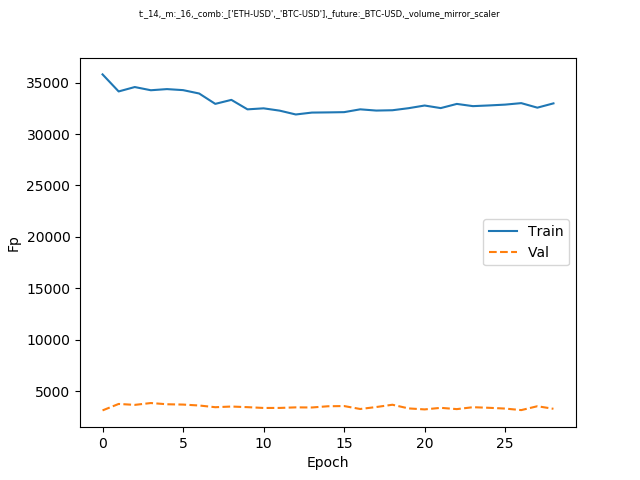 t:_14,_m:_16,_comb:_['ETH-USD',_'BTC-USD'],_future:_BTC-USD,_volume_mirror_scaler
35000
30000
25000
20000
15000
10000
5000
Fp
Train
Val
0 5 10 15 20 25
Epoch